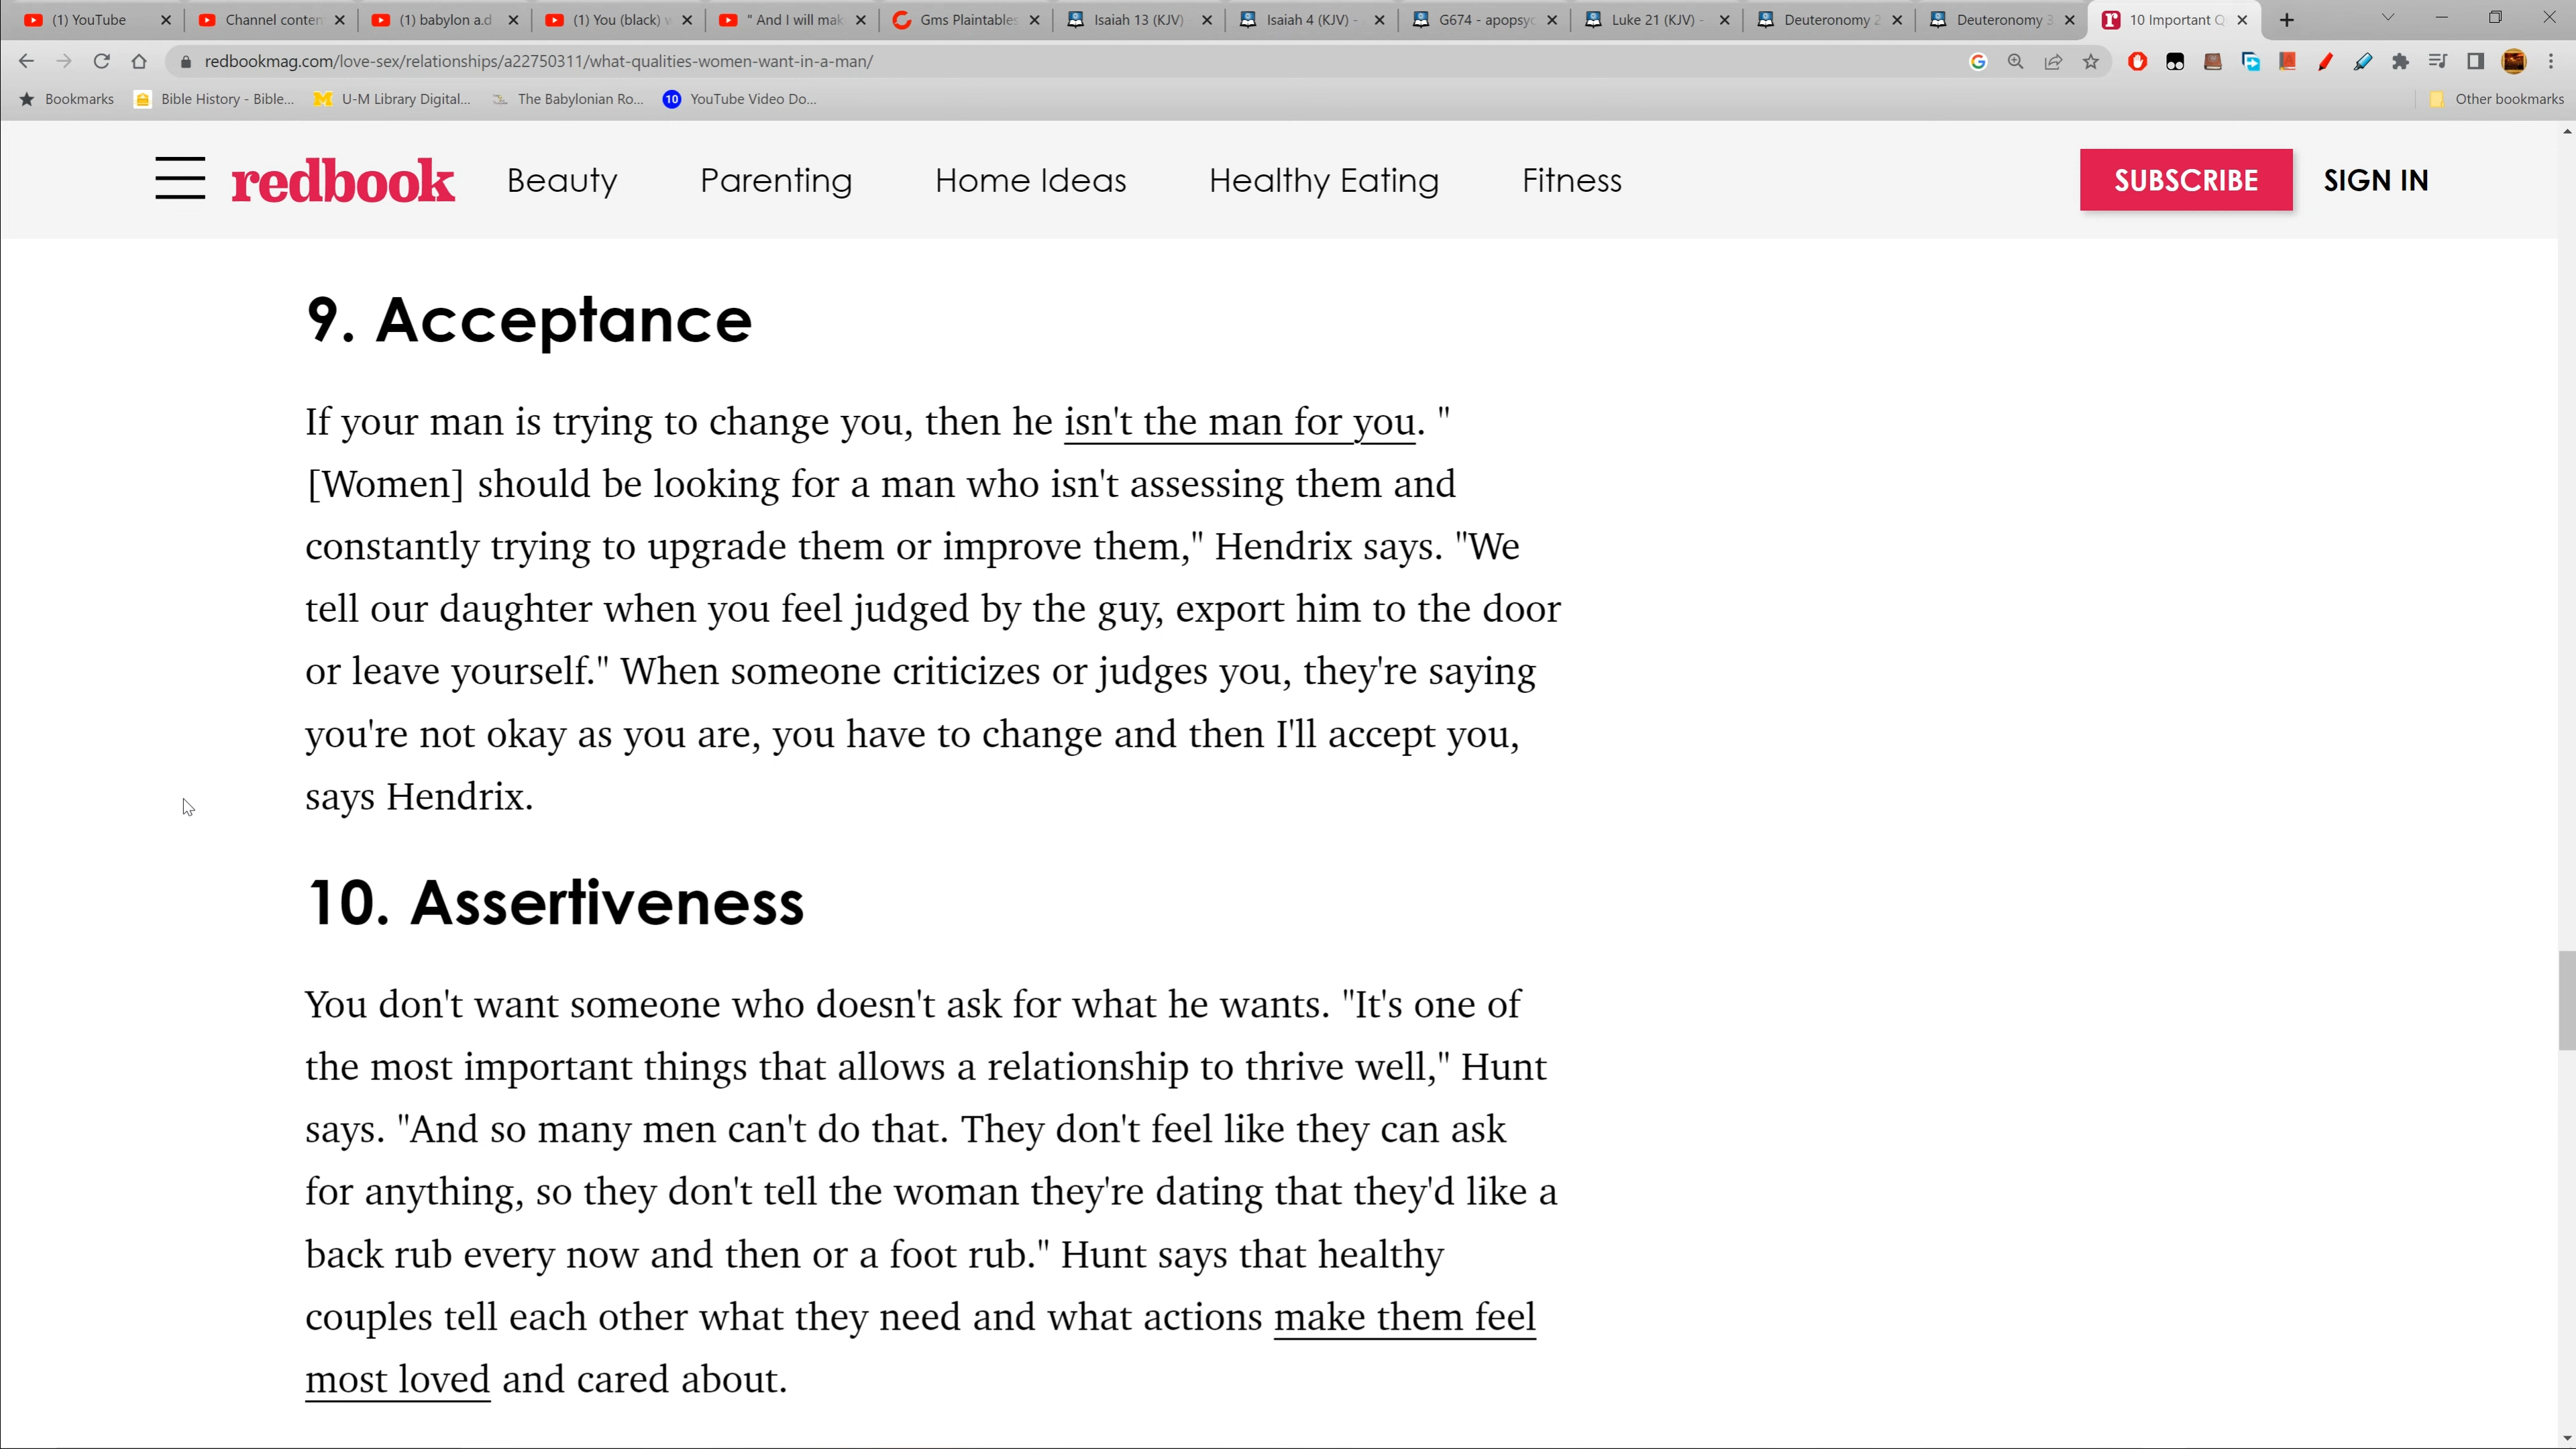 (1) YouTube
Channel conten
(1) babylon a.d
(1) You (black) w
" And I will mak
Gms Plaintables
Isaiah 13 (KJV)
Isaiah 4 (KJV) -
G674 - apopsyc
Luke 21 (KJV) -
Deuteronomy 2
Deuteronomy 3
10 Important Q
redbookmag.com/love-sex/relationships/a22750311/what-qualities-women-want-in-a-man/
Bookmarks
Bible History - Bible...
U-M Library Digital...
The Babylonian Ro...
10 YouTube Video Do...
Other bookmarks
redbook
Beauty
Parenting
Home Ideas
Healthy Eating
Fitness
SUBSCRIBE
SIGN IN
9. Acceptance
If your man is trying to change you, then he isn't the man for you. "
[Women] should be looking for a man who isn't assessing them and
constantly trying to upgrade them or improve them," Hendrix says. "We
tell our daughter when you feel judged by the guy, export him to the door
or leave yourself." When someone criticizes or judges you, they're saying
you're not okay as you are, you have to change and then I'll accept you,
says Hendrix.
10. Assertiveness
You don't want someone who doesn't ask for what he wants. "It's one of
the most important things that allows a relationship to thrive well," Hunt
says. "And so many men can't do that. They don't feel like they can ask
for anything, so they don't tell the woman they're dating that they'd like a
back rub every now and then or a foot rub." Hunt says that healthy
couples tell each other what they need and what actions make them feel
most loved and cared about.